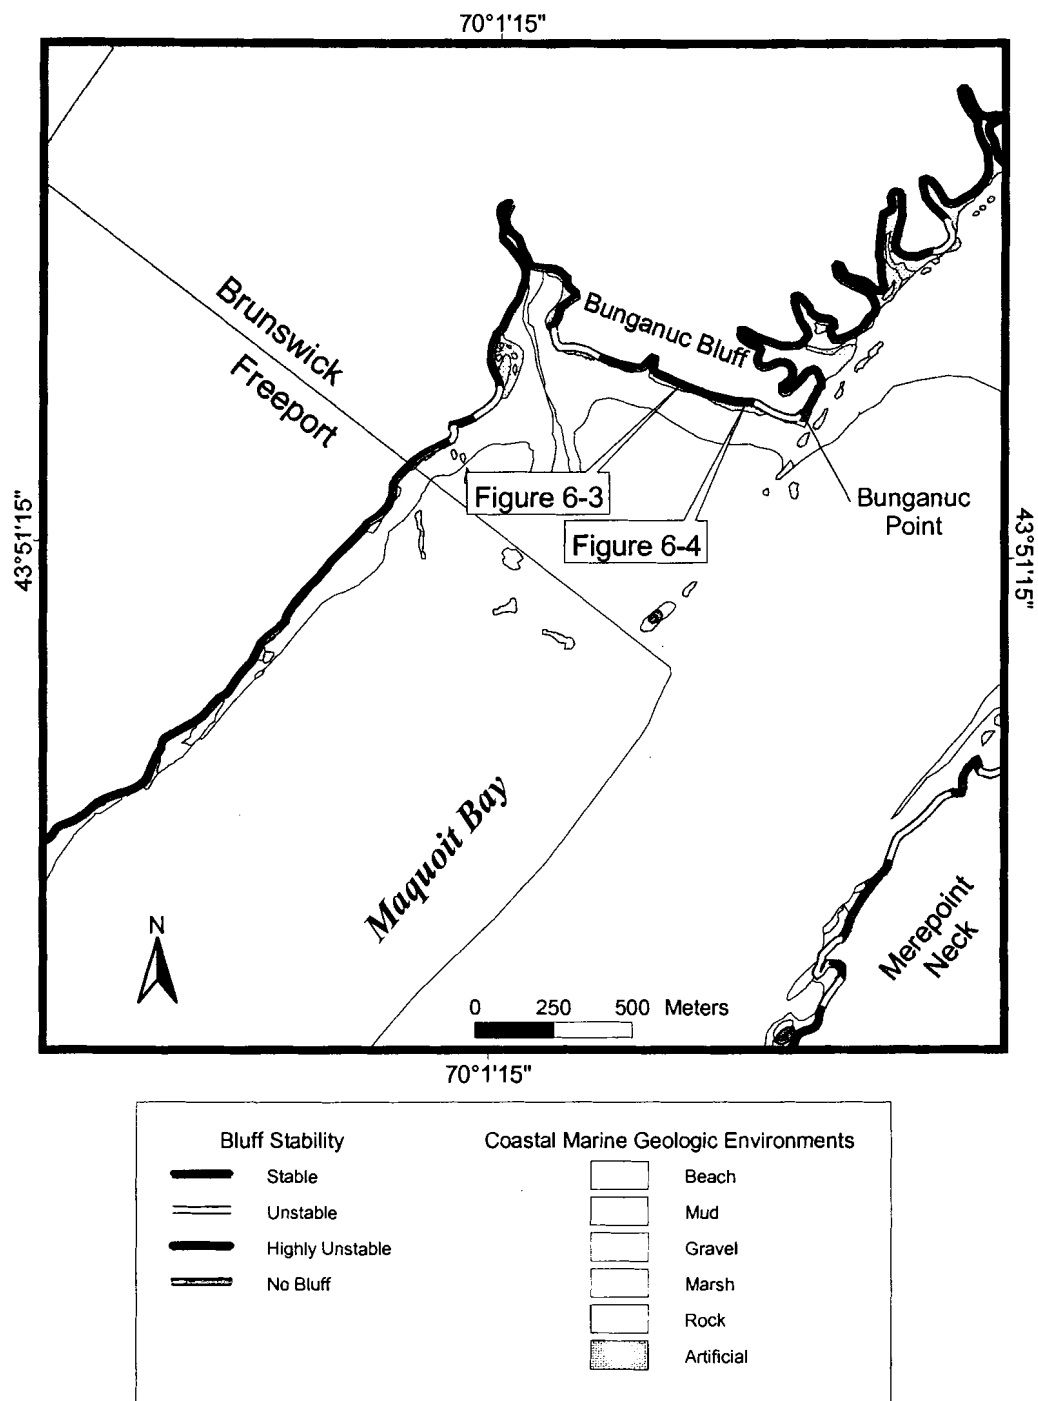 70°1'15"
Brunswick
Freeport
Bunganuc Bluff
Figure 6-3
Figure 6-4
Bunganuc
Point
43°51'15"
43°51'15"
Maquoit Bay
Merepoint
Neck
N
0 250 500 Meters
70°1'15"
Bluff Stability
Stable
Unstable
Highly Unstable
No Bluff
Coastal Marine Geologic Environments
Beach
Mud
Gravel
Marsh
Rock
Artificial